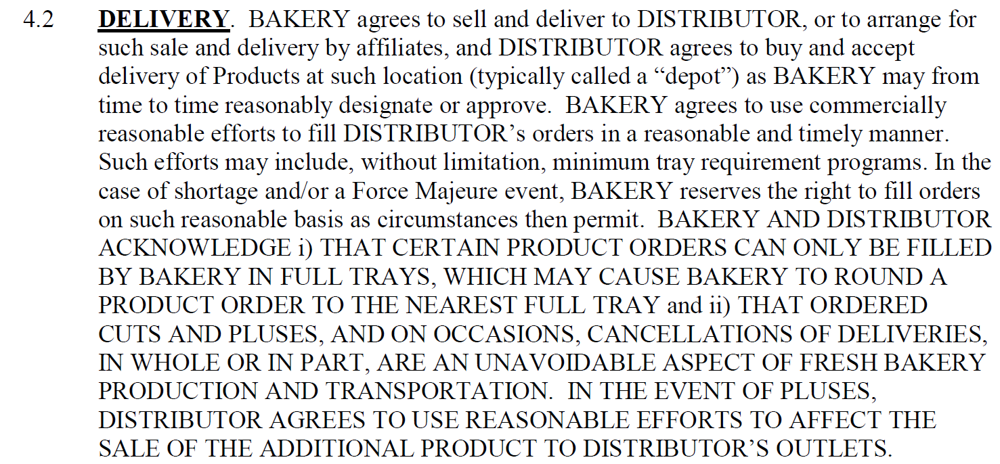 4.2 DELIVERY. BAKERY agrees to sell and deliver to DISTRIBUTOR, or to arrange for
such sale and delivery by affiliates, and DISTRIBUTOR agrees to buy and accept
delivery of Products at such location (typically called a “depot”) as BAKERY may from
time to time reasonably designate or approve. BAKERY agrees to use commercially
reasonable efforts to fill DISTRIBUTOR’s orders in a reasonable and timely manner.
Such efforts may include, without limitation, minimum tray requirement programs. In the
case of shortage and/or a Force Majeure event, BAKERY reserves the right to fill orders
on such reasonable basis as circumstances then permit. BAKERY AND DISTRIBUTOR
ACKNOWLEDGE i) THAT CERTAIN PRODUCT ORDERS CAN ONLY BE FILLED
BY BAKERY IN FULL TRAYS, WHICH MAY CAUSE BAKERY TO ROUND A
PRODUCT ORDER TO THE NEAREST FULL TRAY and ii) THAT ORDERED
CUTS AND PLUSES, AND ON OCCASIONS, CANCELLATIONS OF DELIVERIES,
IN WHOLE OR IN PART, ARE AN UNAVOIDABLE ASPECT OF FRESH BAKERY
PRODUCTION AND TRANSPORTATION. IN THE EVENT OF PLUSES,
DISTRIBUTOR AGREES TO USE REASONABLE EFFORTS TO AFFECT THE
SALE OF THE ADDITIONAL PRODUCT TO DISTRIBUTOR’S OUTLETS.